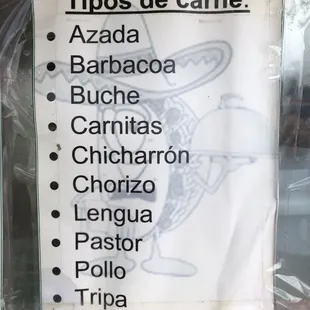 Tipos de carne:
• Azada
• Barbacoa
• Buche
• Carnitas
• Chicharrón
• Chorizo
• Lengua
• Pastor
• Pollo
• Tripa